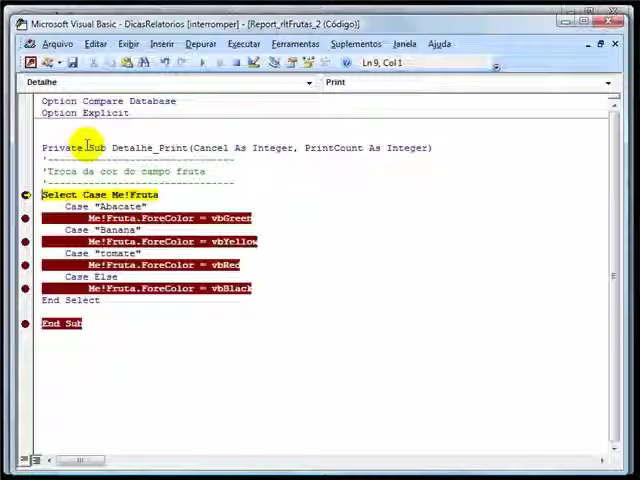 Microsoft Visual Basic - DicasRelatorios [interromper] - [Report_rltFrutas_2 (Código)]
Arquivo Editar Exibir Inserir Depurar Executar Ferramentas Suplementos Janela Ajuda
Ln 9, Col 1
Detalhe Print
Option Compare Database
Option Explicit
Private Sub Detalhe_Print(Cancel As Integer, PrintCount As Integer)
'--------------------------------
'Troca da cor do campo fruta
'--------------------------------
Select Case Me!Fruta
Case "Abacate"
Me!Fruta.ForeColor = vbGreen
Case "Banana"
Me!Fruta.ForeColor = vbYellow
Case "tomate"
Me!Fruta.ForeColor = vbRed
Case Else
Me!Fruta.ForeColor = vbBlack
End Select
End Sub